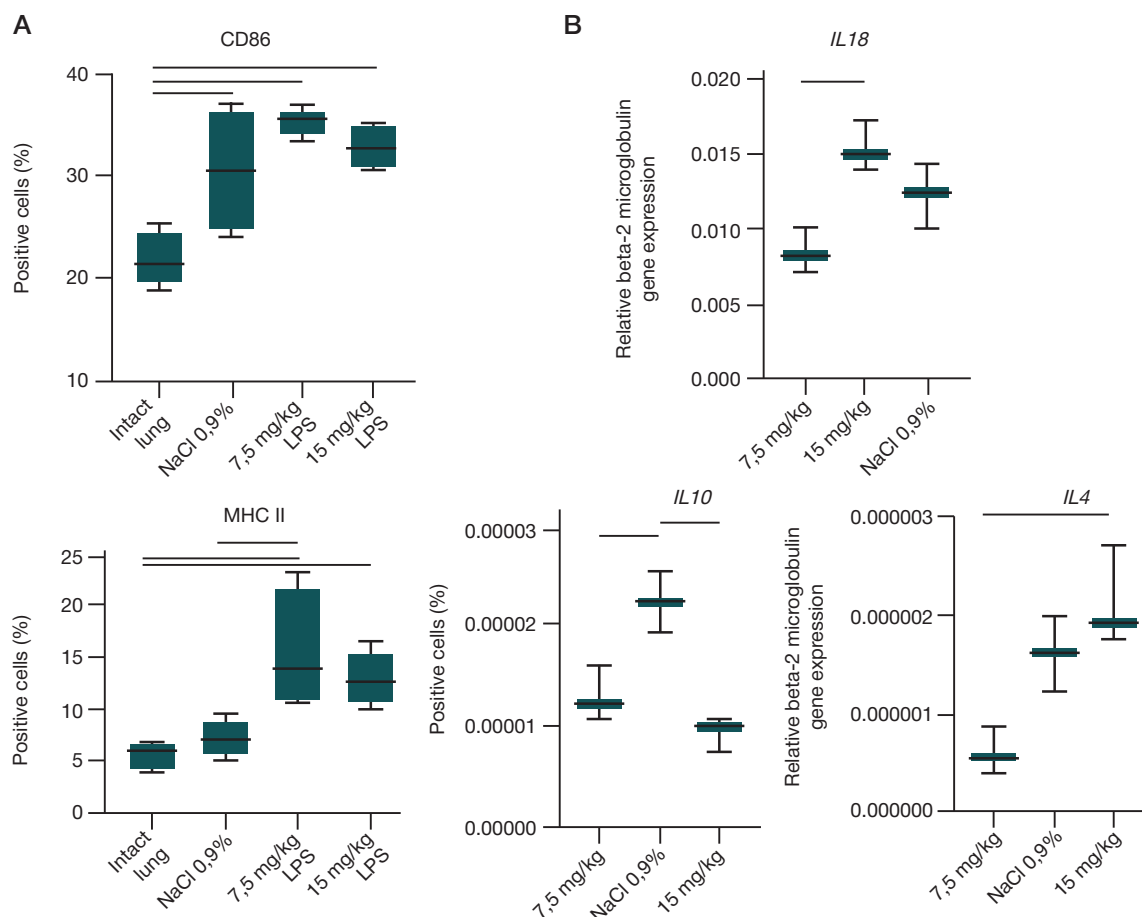 A
CD86
Positive cells (%)
40
30
20
10
Intact
lung
NaCl 0,9%
7,5 mg/kg
LPS
15 mg/kg
LPS
B
IL18
Relative beta-2 microglobulin
gene expression
0.020
0.015
0.010
0.005
0.000
7,5 mg/kg
15 mg/kg
NaCl 0,9%
MHC II
Positive cells (%)
25
20
15
10
5
0
Intact
lung
NaCl 0,9%
7,5 mg/kg
LPS
15 mg/kg
LPS
IL10
Positive cells (%)
0.00003
0.00002
0.00001
0.00000
7,5 mg/kg
NaCl 0,9%
15 mg/kg
IL4
Relative beta-2 microglobulin
gene expression
0.000003
0.000002
0.000001
0.000000
7,5 mg/kg
NaCl 0,9%
15 mg/kg